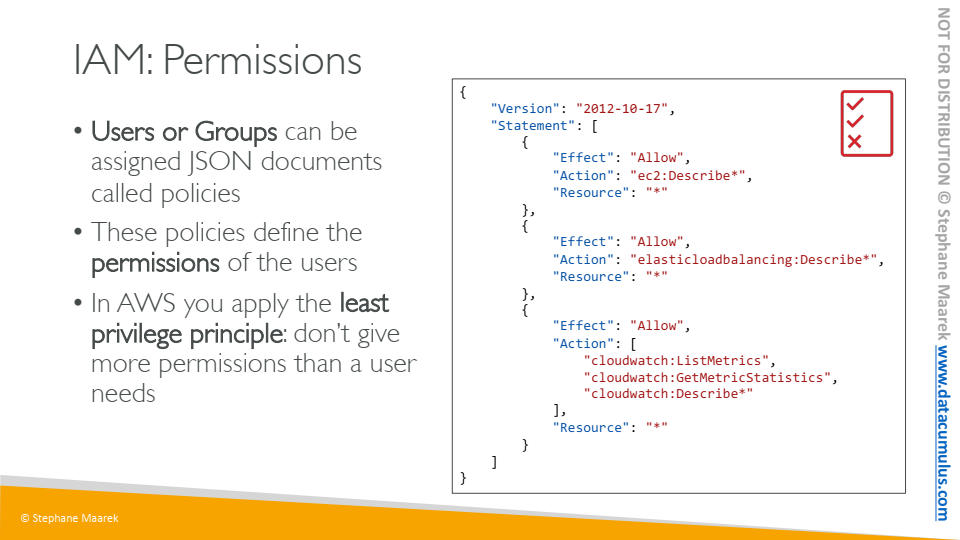 IAM: Permissions
• Users or Groups can be
assigned JSON documents
called policies
• These policies define the
permissions of the users
• In AWS you apply the least
privilege principle: don’t give
more permissions than a user
needs
{
    "Version": "2012-10-17",
    "Statement": [
        {
            "Effect": "Allow",
            "Action": "ec2:Describe*",
            "Resource": "*"
        },
        {
            "Effect": "Allow",
            "Action": "elasticloadbalancing:Describe*",
            "Resource": "*"
        },
        {
            "Effect": "Allow",
            "Action": [
                "cloudwatch:ListMetrics",
                "cloudwatch:GetMetricStatistics",
                "cloudwatch:Describe*"
            ],
            "Resource": "*"
        }
    ]
}
© Stephane Maarek
NOT FOR DISTRIBUTION © Stephane Maarek www.datacumulus.com